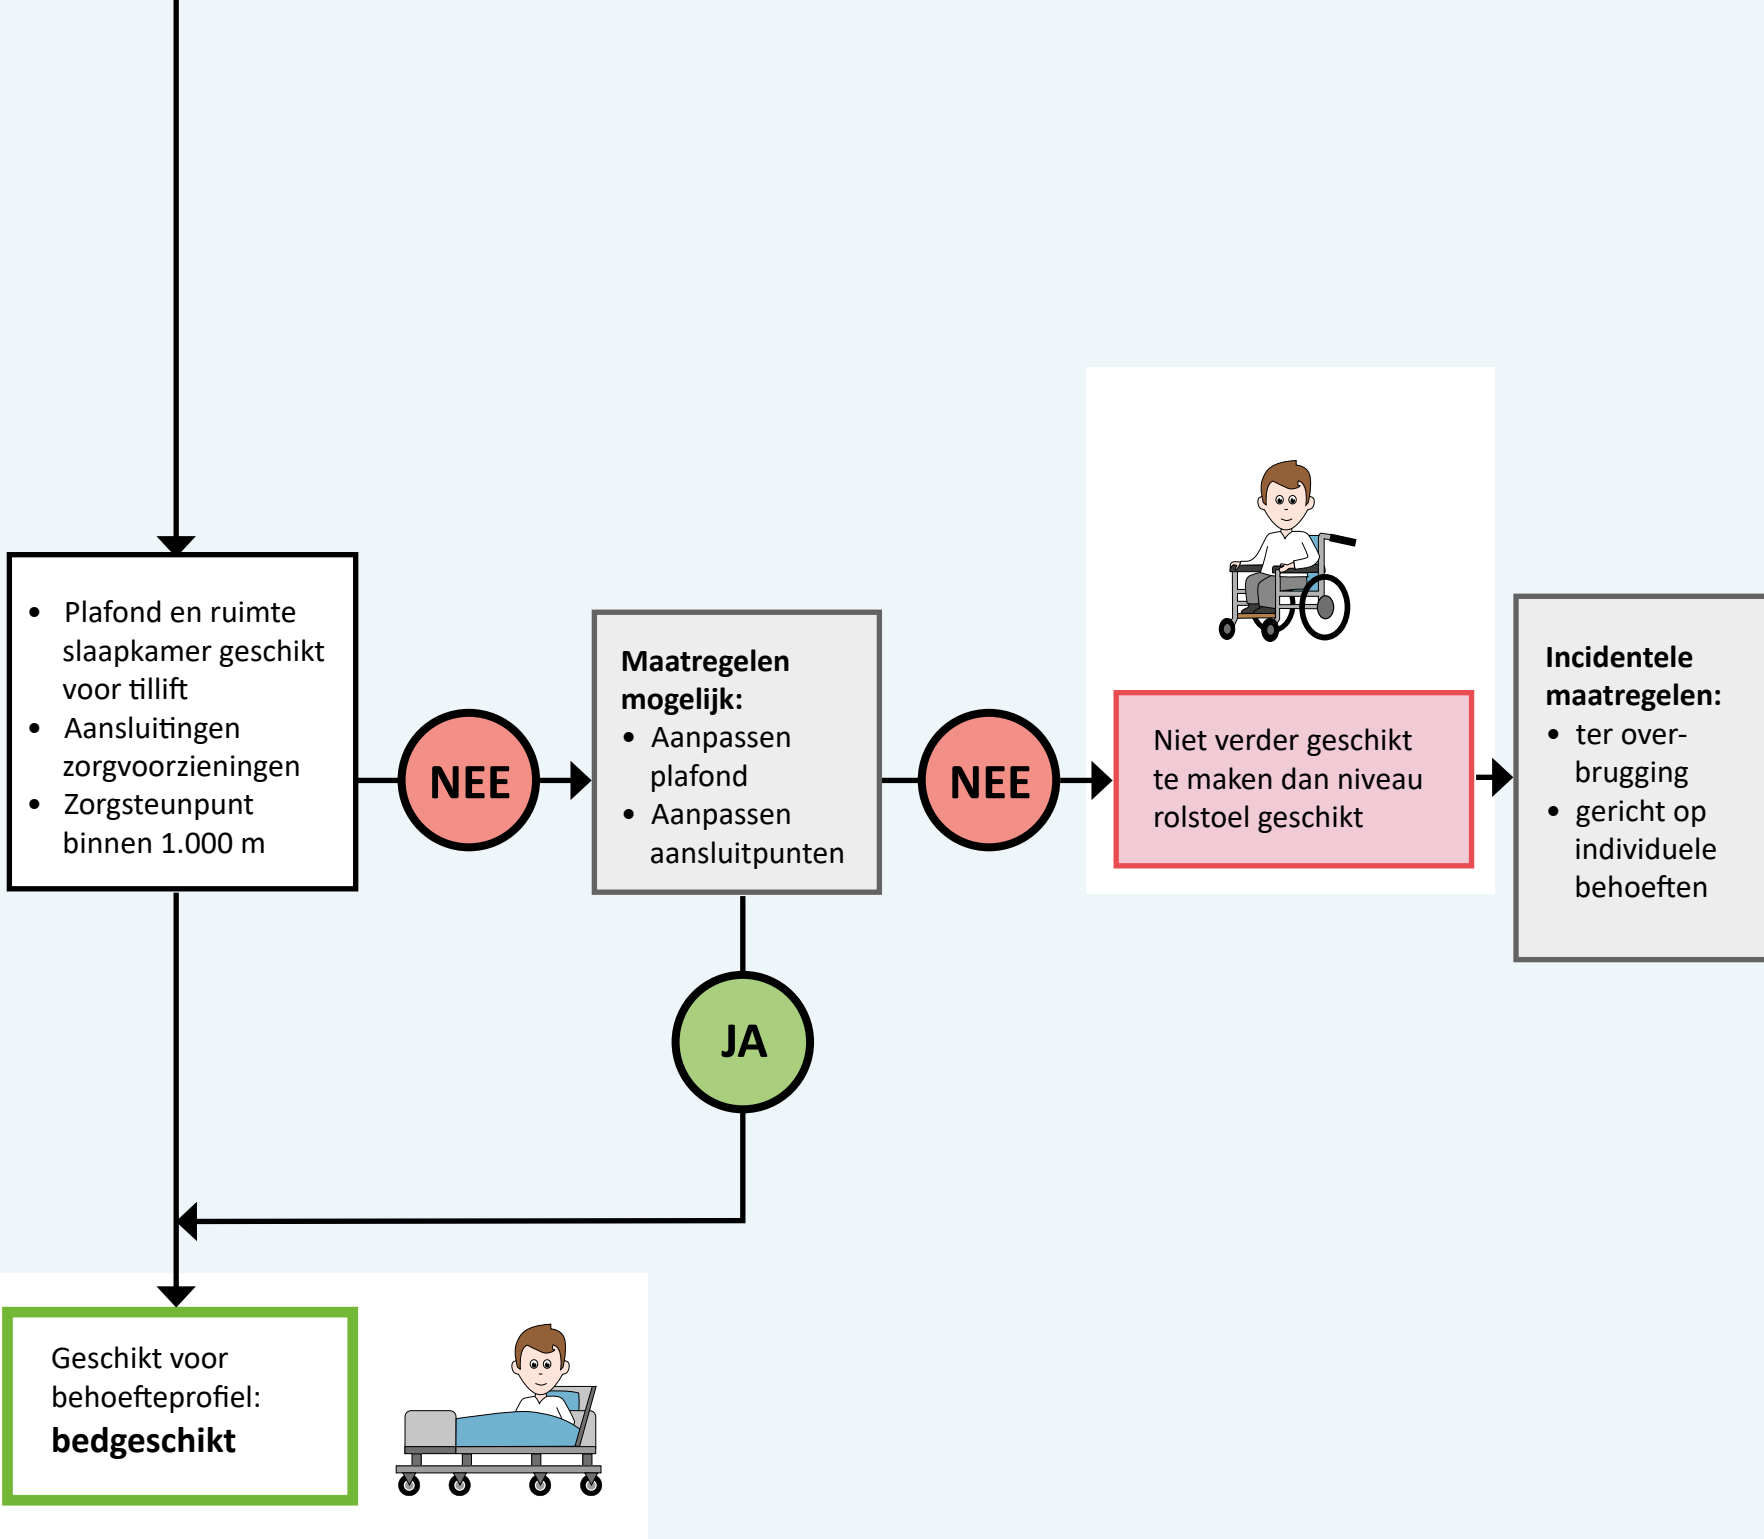 • Plafond en ruimte
slaapkamer geschikt
voor tillift
• Aansluitingen
zorgvoorzieningen
• Zorgsteunpunt
binnen 1.000 m
NEE
Maatregelen
mogelijk:
• Aanpassen
plafond
• Aanpassen
aansluitpunten
NEE
Niet verder geschikt
te maken dan niveau
rolstoel geschikt
Incidentele
maatregelen:
• ter over-
brugging
• gericht op
individuele
behoeften
JA
Geschikt voor
behoefteprofiel:
bedgeschikt